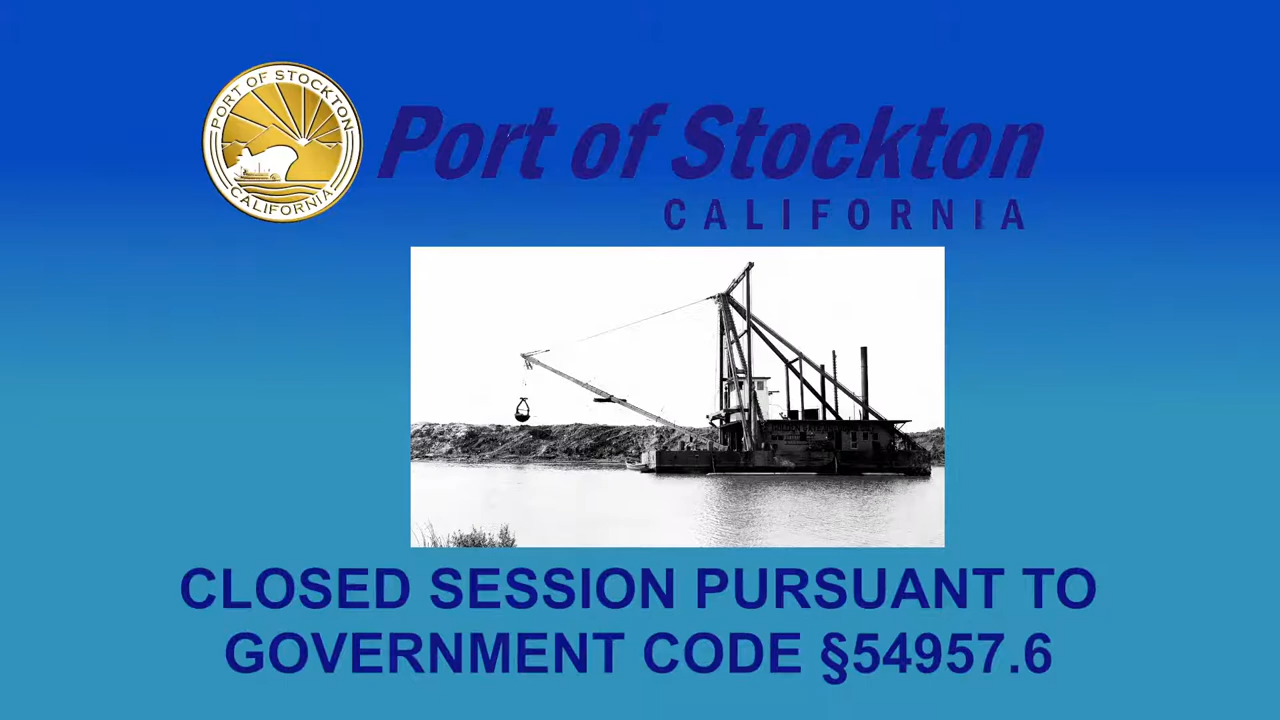 PORT OF STOCKTON
CALIFORNIA
Port of Stockton
CALIFORNIA
CLOSED SESSION PURSUANT TO
GOVERNMENT CODE §54957.6